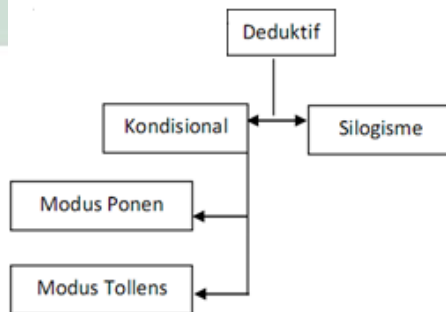 Deduktif
Kondisional
Silogisme
Modus Ponen
Modus Tollens